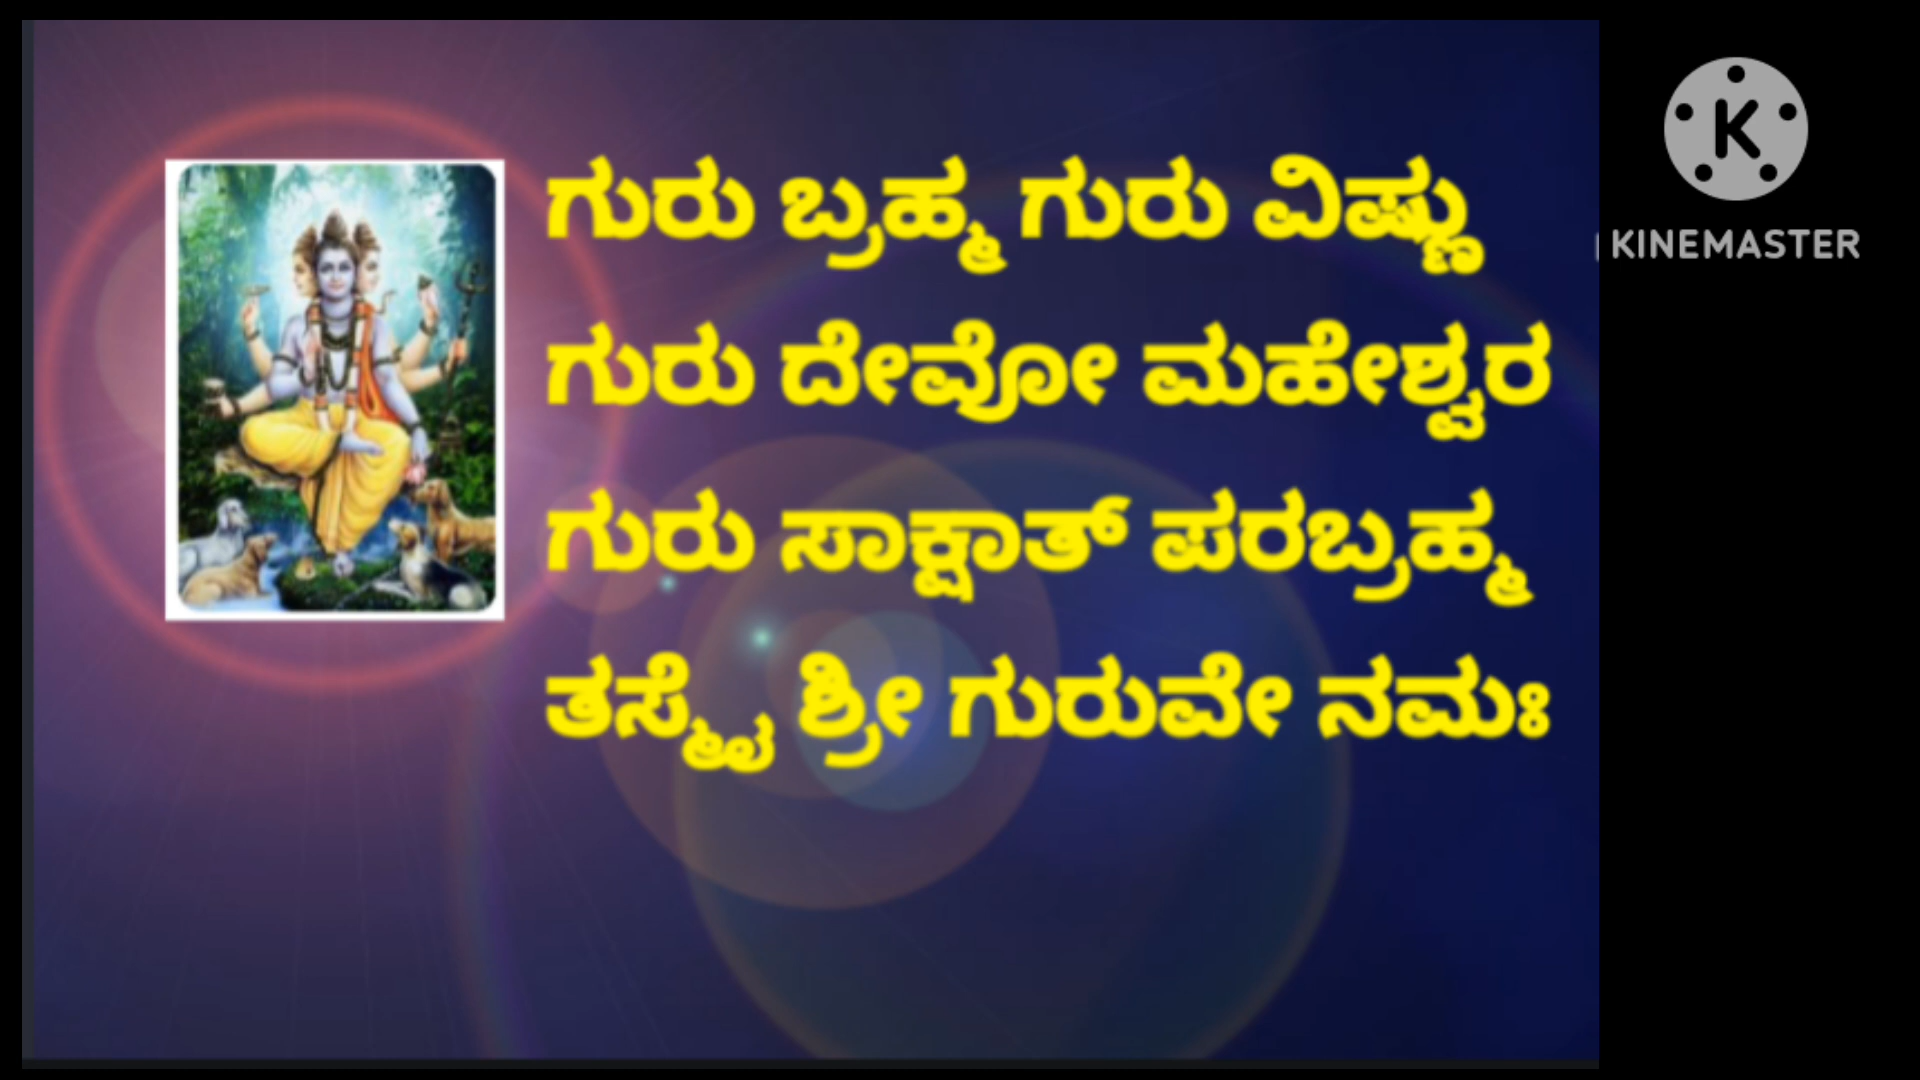 ಗುರು ಬ್ರಹ್ಮ ಗುರು ವಿಷ್ಣು
ಗುರು ದೇವೋ ಮಹೇಶ್ವರ
ಗುರು ಸಾಕ್ಷಾತ್ ಪರಬ್ರಹ್ಮ
ತಸ್ಮೈ ಶ್ರೀ ಗುರುವೇ ನಮಃ
K
KINEMASTER